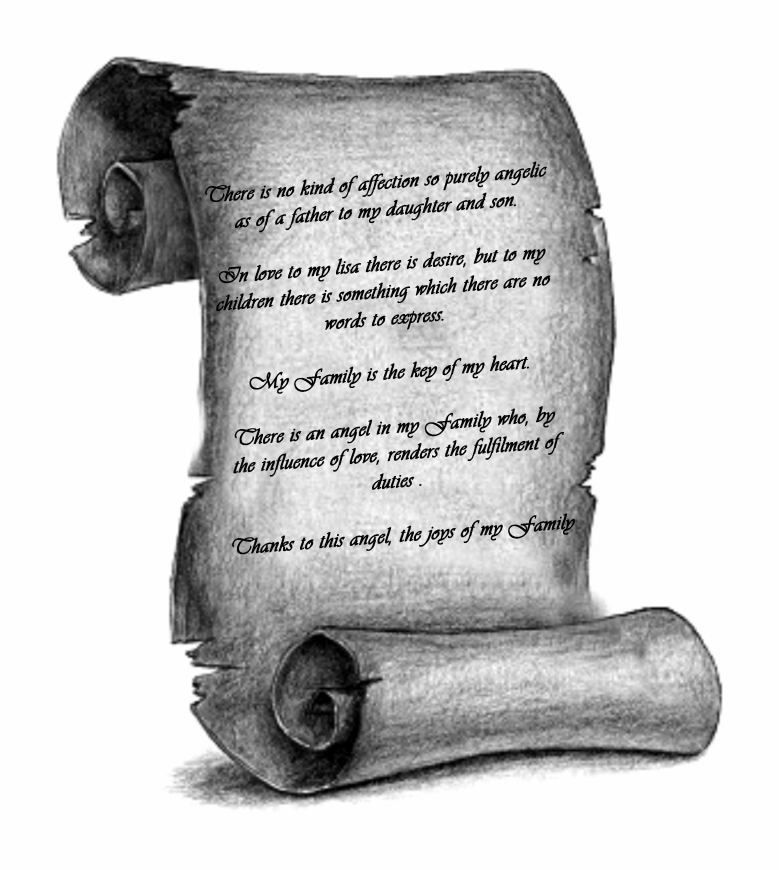 There is no kind of affection so purely angelic
as of a father to my daughter and son.
In love to my lisa there is desire, but to my
children there is something which there are no
words to express.
My Family is the key of my heart.
There is an angel in my Family who, by
the influence of love, renders the fulfilment of
duties .
Thanks to this angel, the joys of my Family